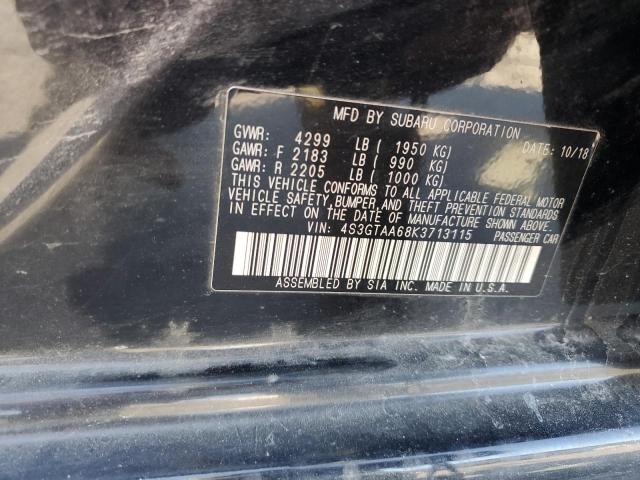 MFD BY SUBARU CORPORATION
GVWR: 4299 LB ( 1950 KG) DATE: 10/18
GAWR: F 2183 LB ( 990 KG)
GAWR: R 2205 LB ( 1000 KG)
THIS VEHICLE CONFORMS TO ALL APPLICABLE FEDERAL MOTOR
VEHICLE SAFETY, BUMPER, AND THEFT PREVENTION STANDARDS
IN EFFECT ON THE DATE OF MANUFACTURE SHOWN ABOVE.
VIN: 4S3GTAA68K3713115 PASSENGER CAR
ASSEMBLED BY SIA INC. MADE IN U.S.A.